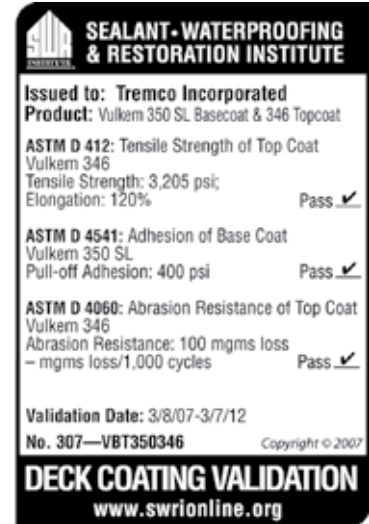 SWR
INSTITUTE
SEALANT • WATERPROOFING
& RESTORATION INSTITUTE
Issued to: Tremco Incorporated
Product: Vulkem 350 SL Basecoat & 346 Topcoat
ASTM D 412: Tensile Strength of Top Coat
Vulkem 346
Tensile Strength: 3,205 psi;
Elongation: 120% Pass ✔
ASTM D 4541: Adhesion of Base Coat
Vulkem 350 SL
Pull-off Adhesion: 400 psi Pass ✔
ASTM D 4060: Abrasion Resistance of Top Coat
Vulkem 346
Abrasion Resistance: 100 mgms loss
– mgms loss/1,000 cycles Pass ✔
Validation Date: 3/8/07-3/7/12
No. 307—VBT350346 Copyright © 2007
DECK COATING VALIDATION
www.swrionline.org